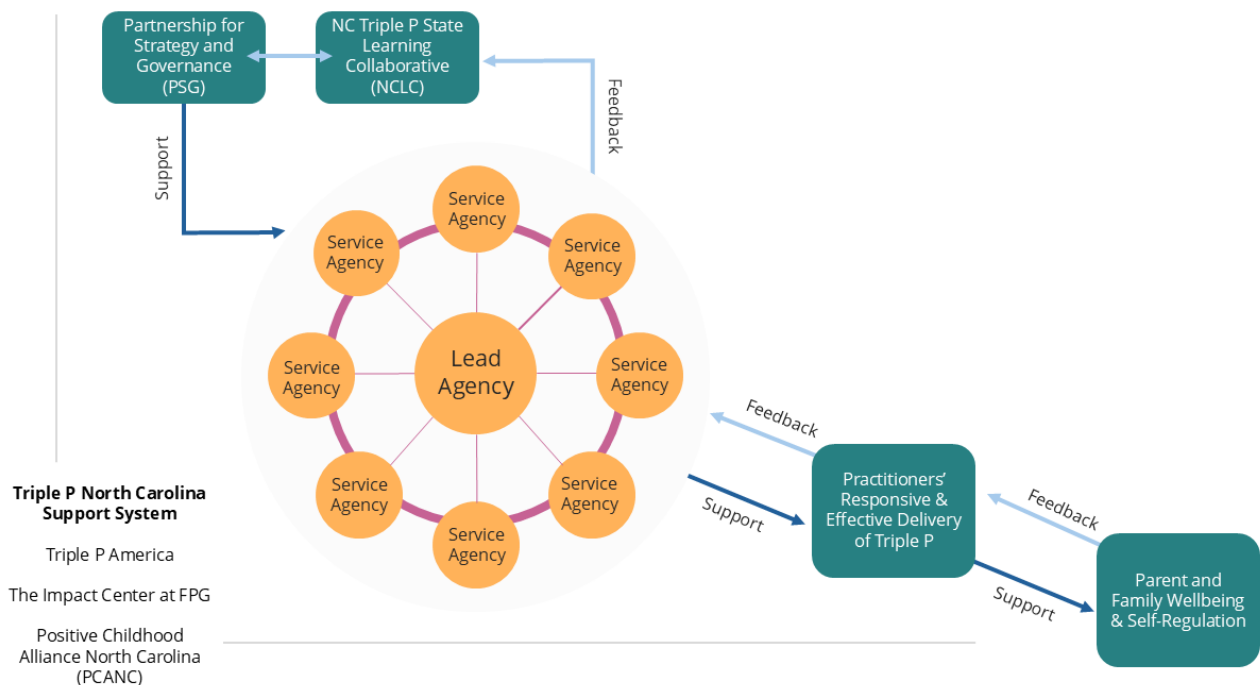 Partnership for
Strategy and
Governance
(PSG)
NC Triple P State
Learning
Collaborative
(NCLC)
Feedback
Support
Service
Agency
Service
Agency
Service
Agency
Service
Agency
Lead
Agency
Service
Agency
Service
Agency
Service
Agency
Service
Agency
Feedback
Support
Practitioners’
Responsive &
Effective Delivery
of Triple P
Feedback
Support
Parent and
Family Wellbeing
& Self-Regulation
Triple P North Carolina
Support System
Triple P America
The Impact Center at FPG
Positive Childhood
Alliance North Carolina
(PCANC)